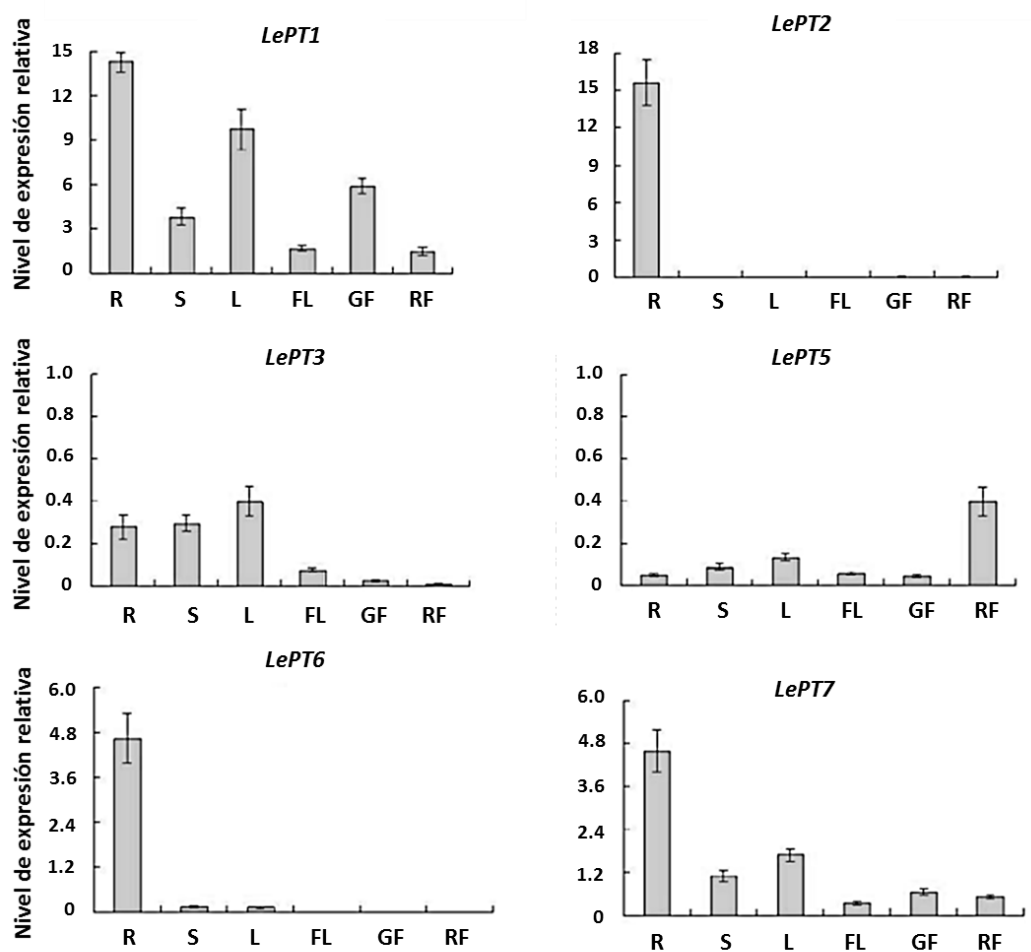 LePT1
Nivel de expresión relativa
15
12
9
6
3
0
R S L FL GF RF
LePT2
18
15
12
9
6
3
0
R S L FL GF RF
LePT3
Nivel de expresión relativa
1.0
0.8
0.6
0.4
0.2
0
R S L FL GF RF
LePT5
1.0
0.8
0.6
0.4
0.2
0
R S L FL GF RF
LePT6
Nivel de expresión relativa
6.0
4.8
3.6
2.4
1.2
0
R S L FL GF RF
LePT7
6.0
4.8
3.6
2.4
1.2
0
R S L FL GF RF